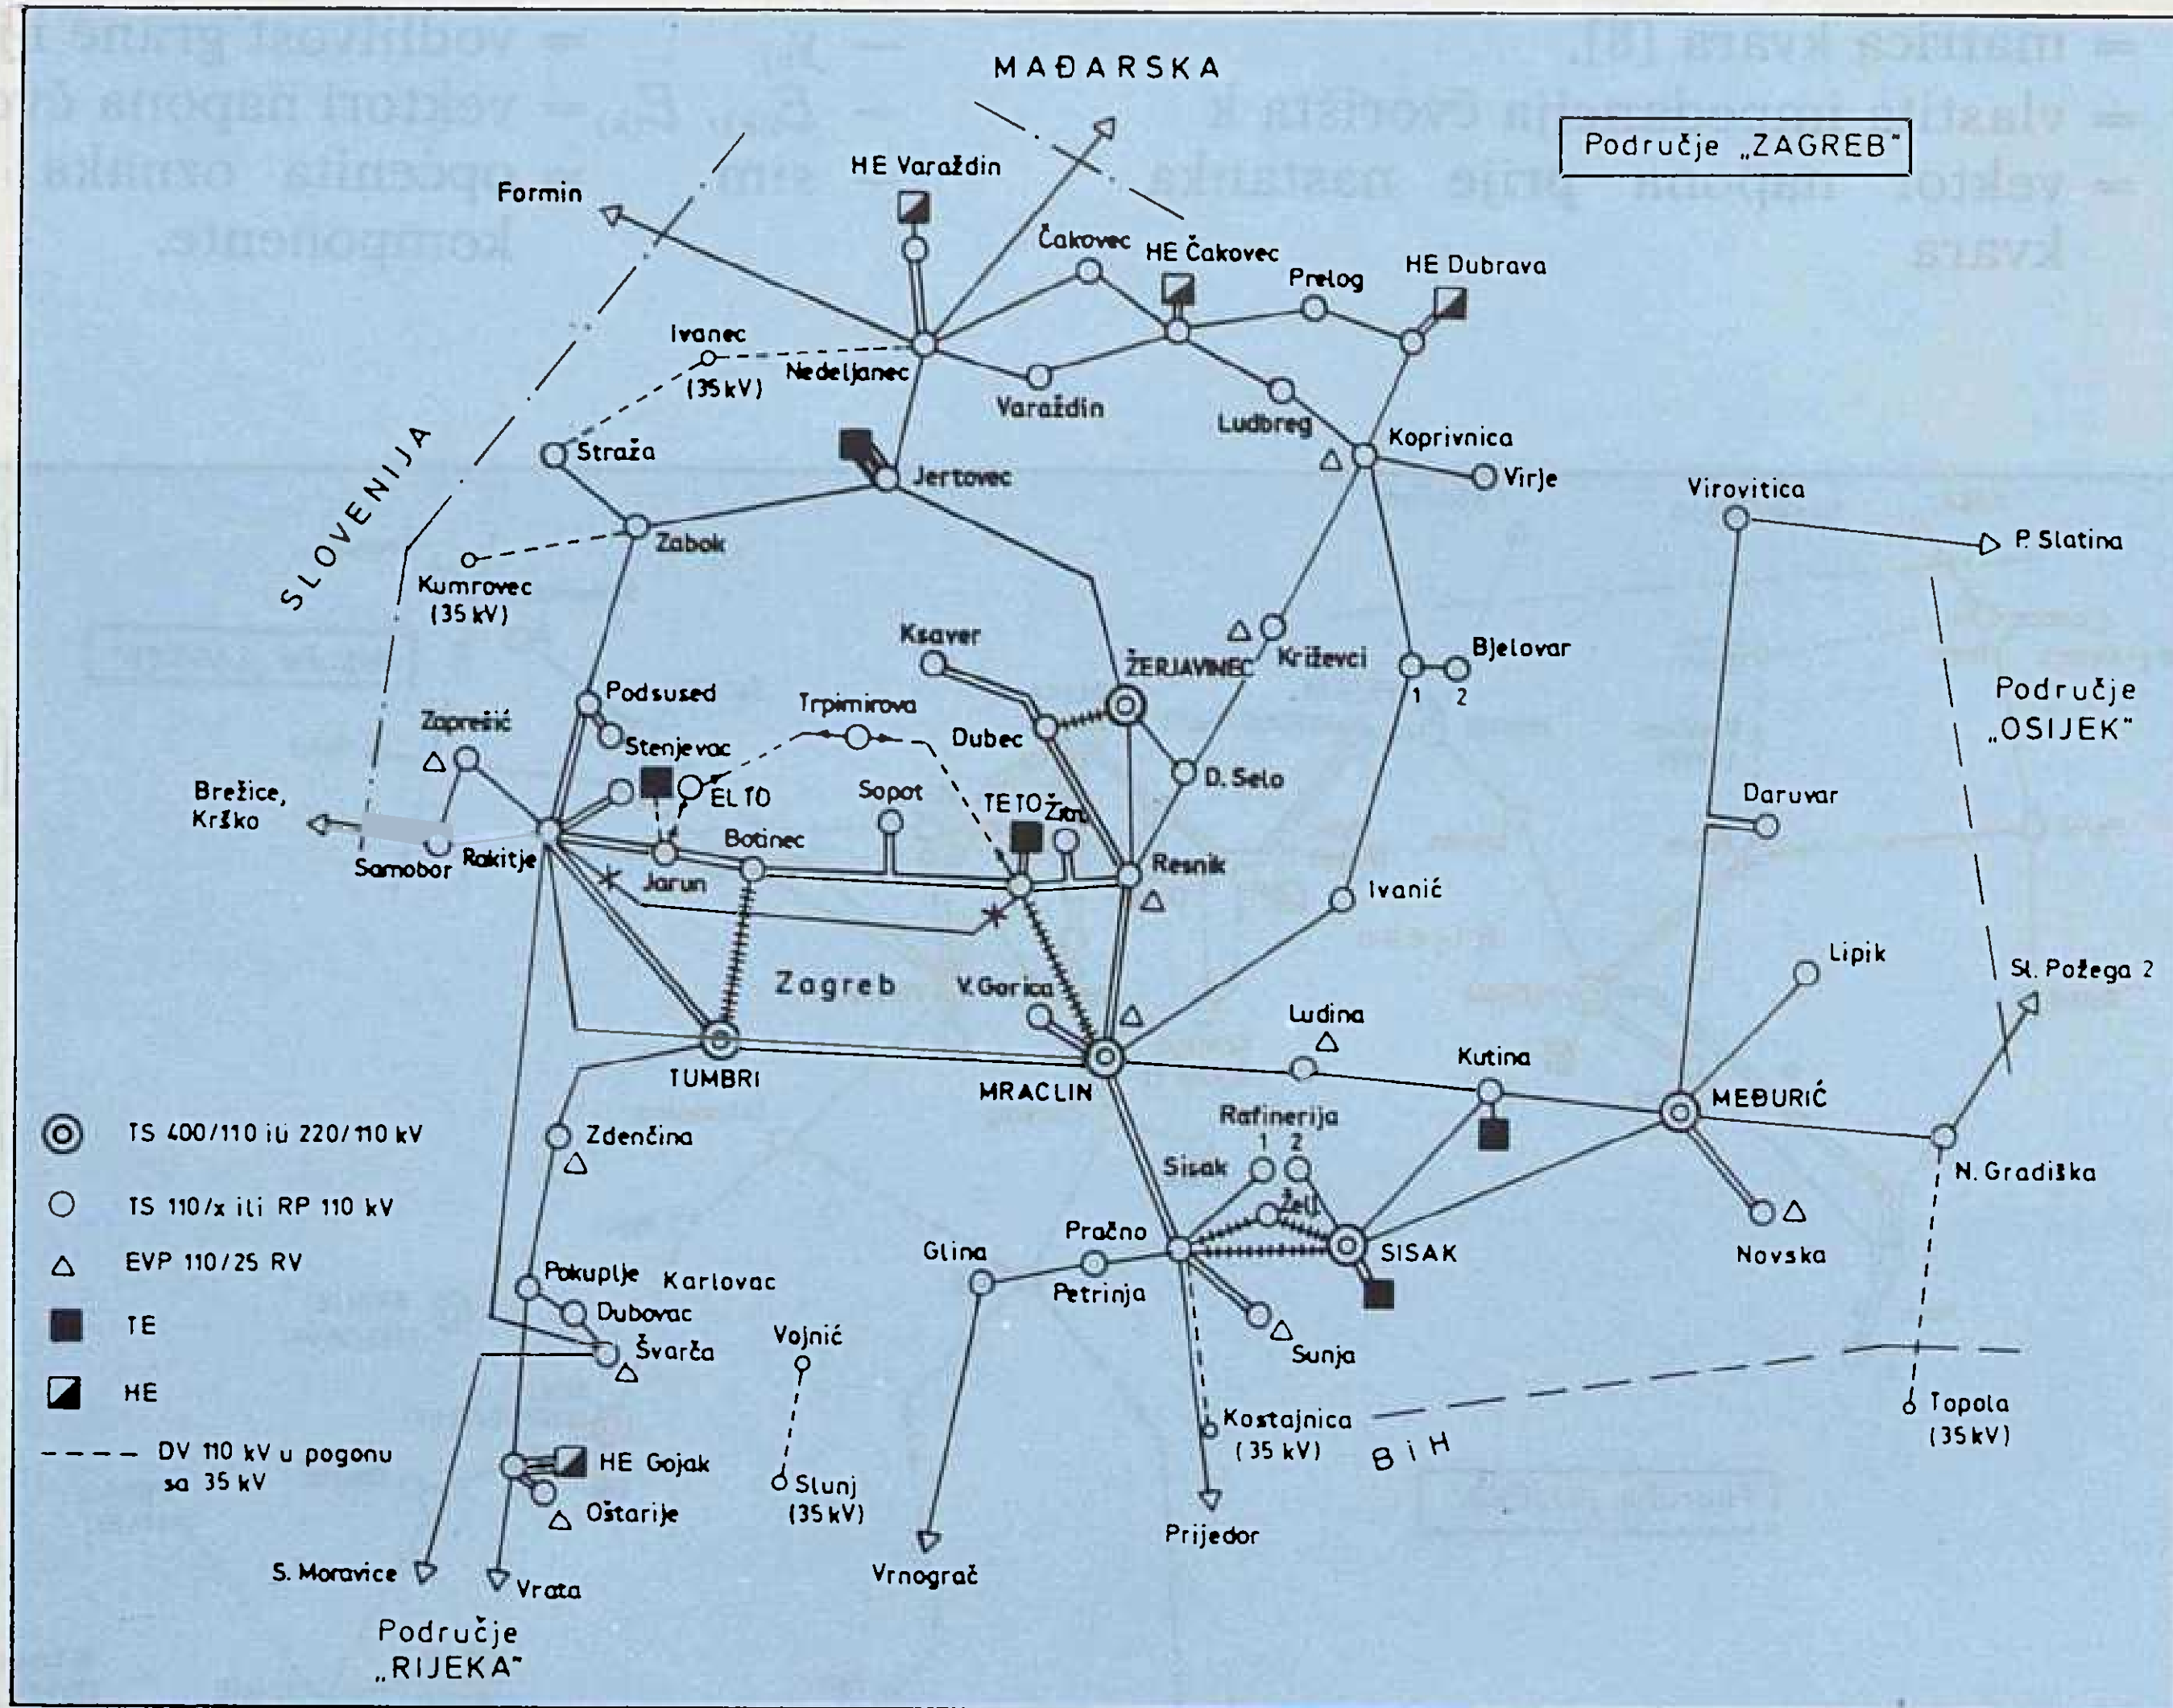 MAĐARSKA
Područje „ZAGREB“
HE Varaždin
Formin
Čakovec
HE Čakovec
Prelog
HE Dubrava
Ivanec
(35 kV)
Nedeljanec
Varaždin
Ludbreg
Koprivnica
Virje
Straža
Jertovec
SLOVENIJA
Zabok
Kumrovec
(35 kV)
Virovitica
P. Slatina
Ksaver
ŽERJAVINEC
Križevci
Bjelovar
1 2
Područje
„OSIJEK“
Podsused
Zaprešić
Stenjevac
Trpimirova
Dubec
D. Selo
Brežice,
Krško
EL TO
Sopot
TE TO
Daruvar
Samobor
Rakitje
Jarun
Botinec
Resnik
Ivanić
Zagreb
V. Gorica
Lipik
Sl. Požega 2
Ludina
Kutina
TUMBRI
MRACLIN
MEĐURIĆ
N. Gradiška
Rafinerija
1 2
Sisak
Želj.
Zdenčina
Pračno
Glina
Petrinja
SISAK
Novska
Sunja
Pokuplje
Karlovac
Dubovac
Švarča
Vojnić
Slunj
(35 kV)
Kostajnica
(35 kV)
BiH
Topola
(35 kV)
HE Gojak
Oštarije
S. Moravice
Vrata
Vrnograč
Prijedor
Područje
„RIJEKA“
TS 400/110 ili 220/110 kV
TS 110/x ili RP 110 kV
EVP 110/25 RV
TE
HE
DV 110 kV u pogonu
sa 35 kV